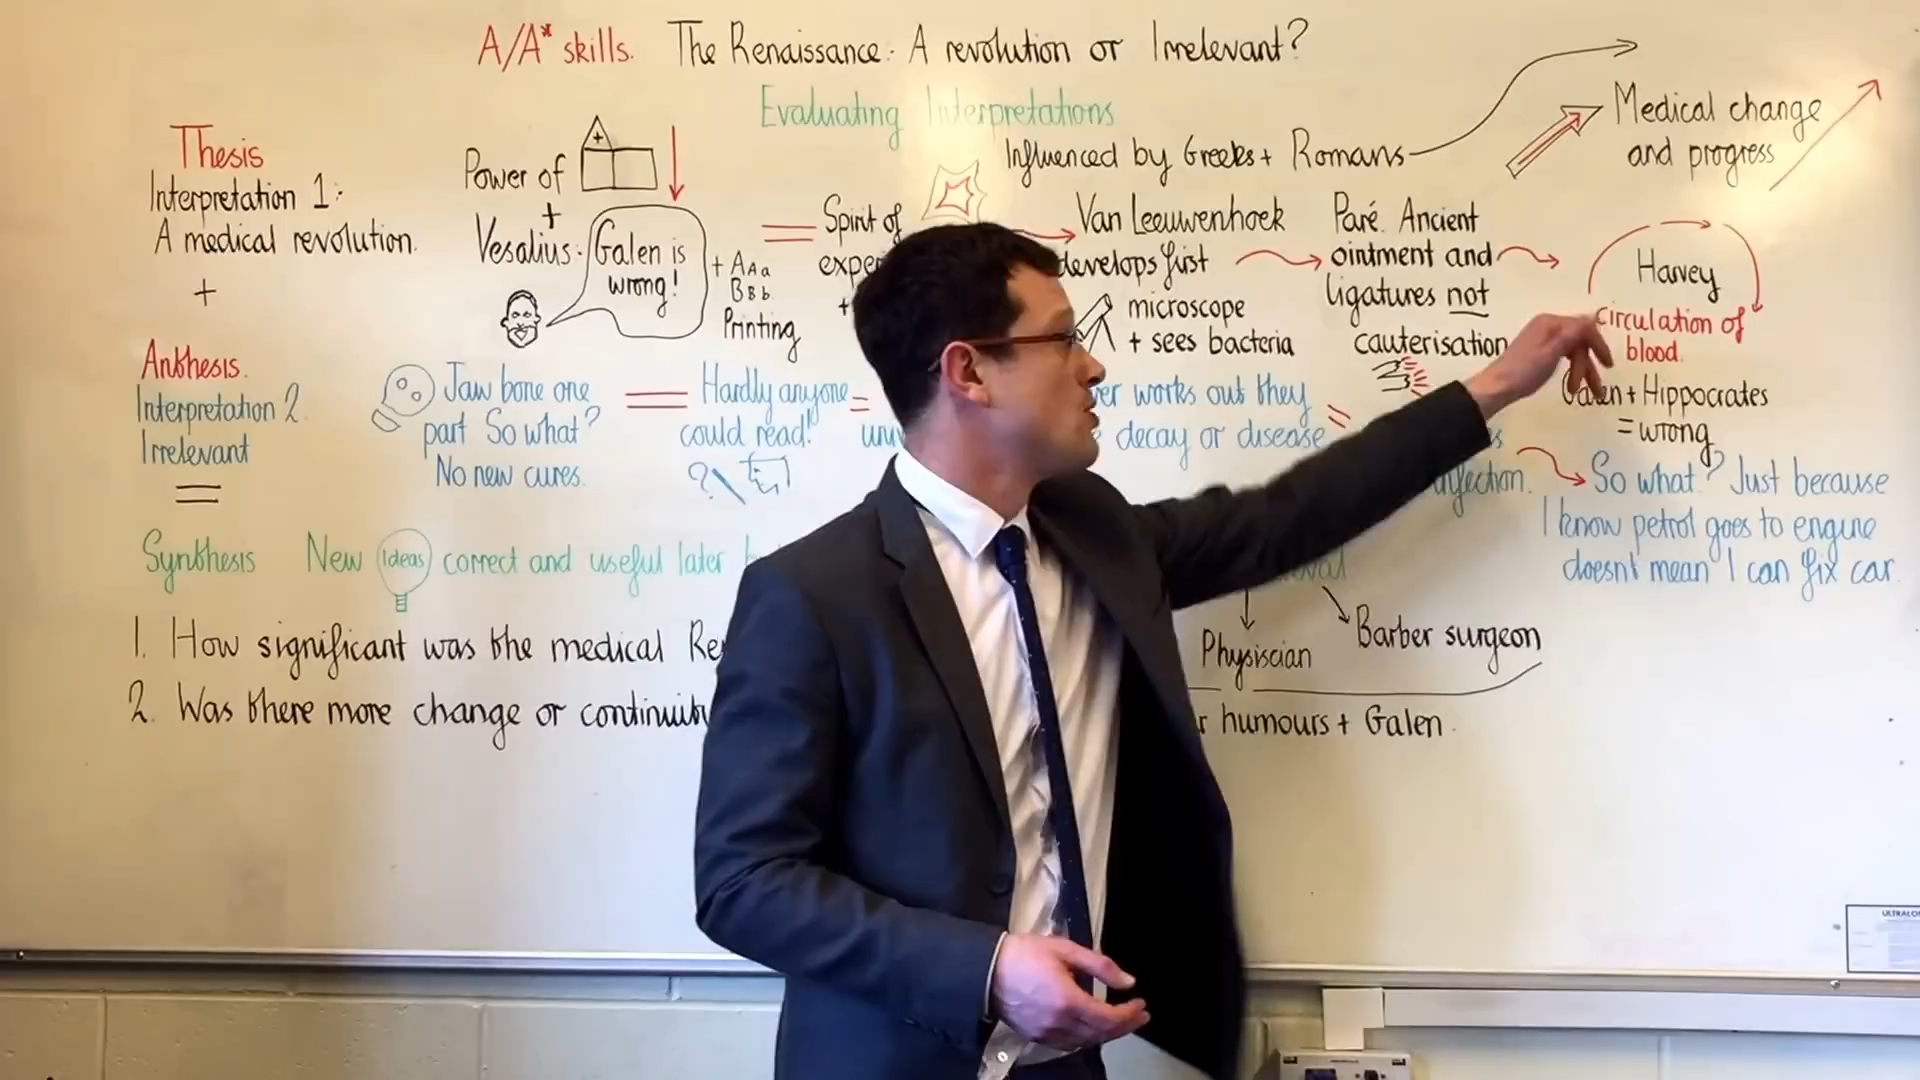 A/A* skills. The Renaissance: A revolution or Irrelevant?
Evaluating Interpretations
Thesis
Interpretation 1:
A medical revolution.
+
Power of
+
Vesalius:
Galen is
wrong!
+ AAa
BBb.
Printing
=
Spirit of
+
Influenced by Greeks + Romans
Van Leeuwenhoek
develops first
microscope
+ sees bacteria
Paré. Ancient
ointment and
ligatures not
cauterisation
Medical change
and progress
Harvey
circulation of
blood.
Galen + Hippocrates
= wrong
Antithesis.
Interpretation 2.
Irrelevant
=
Jaw bone one
part So what?
No new cures.
=
Hardly anyone
could read!
?
=
works out they
decay or disease
=
infection.
So what? Just because
I know petrol goes to engine
doesn't mean I can fix car.
Synthesis New Ideas correct and useful later
1. How significant was the medical
2. Was there more change or continuity
Physiscian
Barber surgeon
humours + Galen.